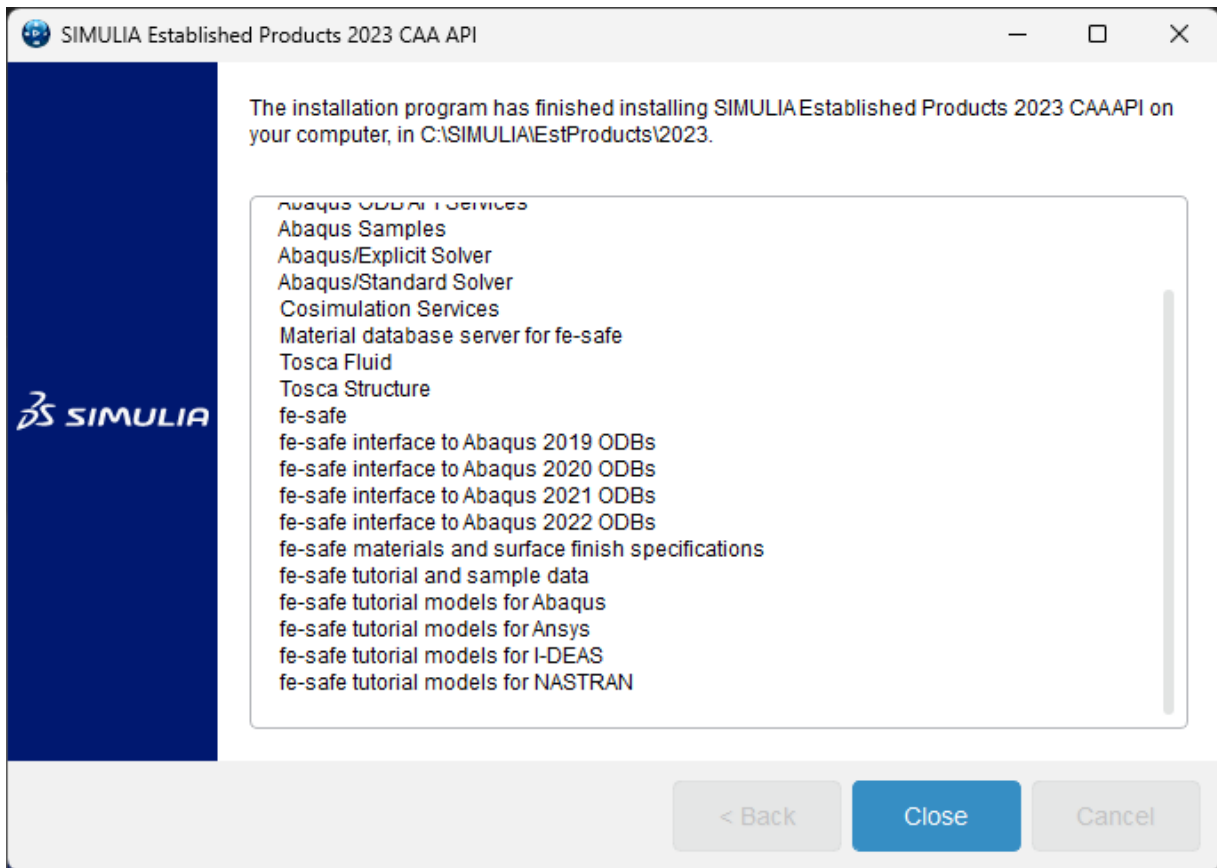 SIMULIA Established Products 2023 CAA API
The installation program has finished installing SIMULIA Established Products 2023 CAAAPI on
your computer, in C:\SIMULIA\EstProducts\2023.
Abaqus ODB API Services
Abaqus Samples
Abaqus/Explicit Solver
Abaqus/Standard Solver
Cosimulation Services
Material database server for fe-safe
Tosca Fluid
Tosca Structure
fe-safe
fe-safe interface to Abaqus 2019 ODBs
fe-safe interface to Abaqus 2020 ODBs
fe-safe interface to Abaqus 2021 ODBs
fe-safe interface to Abaqus 2022 ODBs
fe-safe materials and surface finish specifications
fe-safe tutorial and sample data
fe-safe tutorial models for Abaqus
fe-safe tutorial models for Ansys
fe-safe tutorial models for I-DEAS
fe-safe tutorial models for NASTRAN
SIMULIA
< Back
Close
Cancel